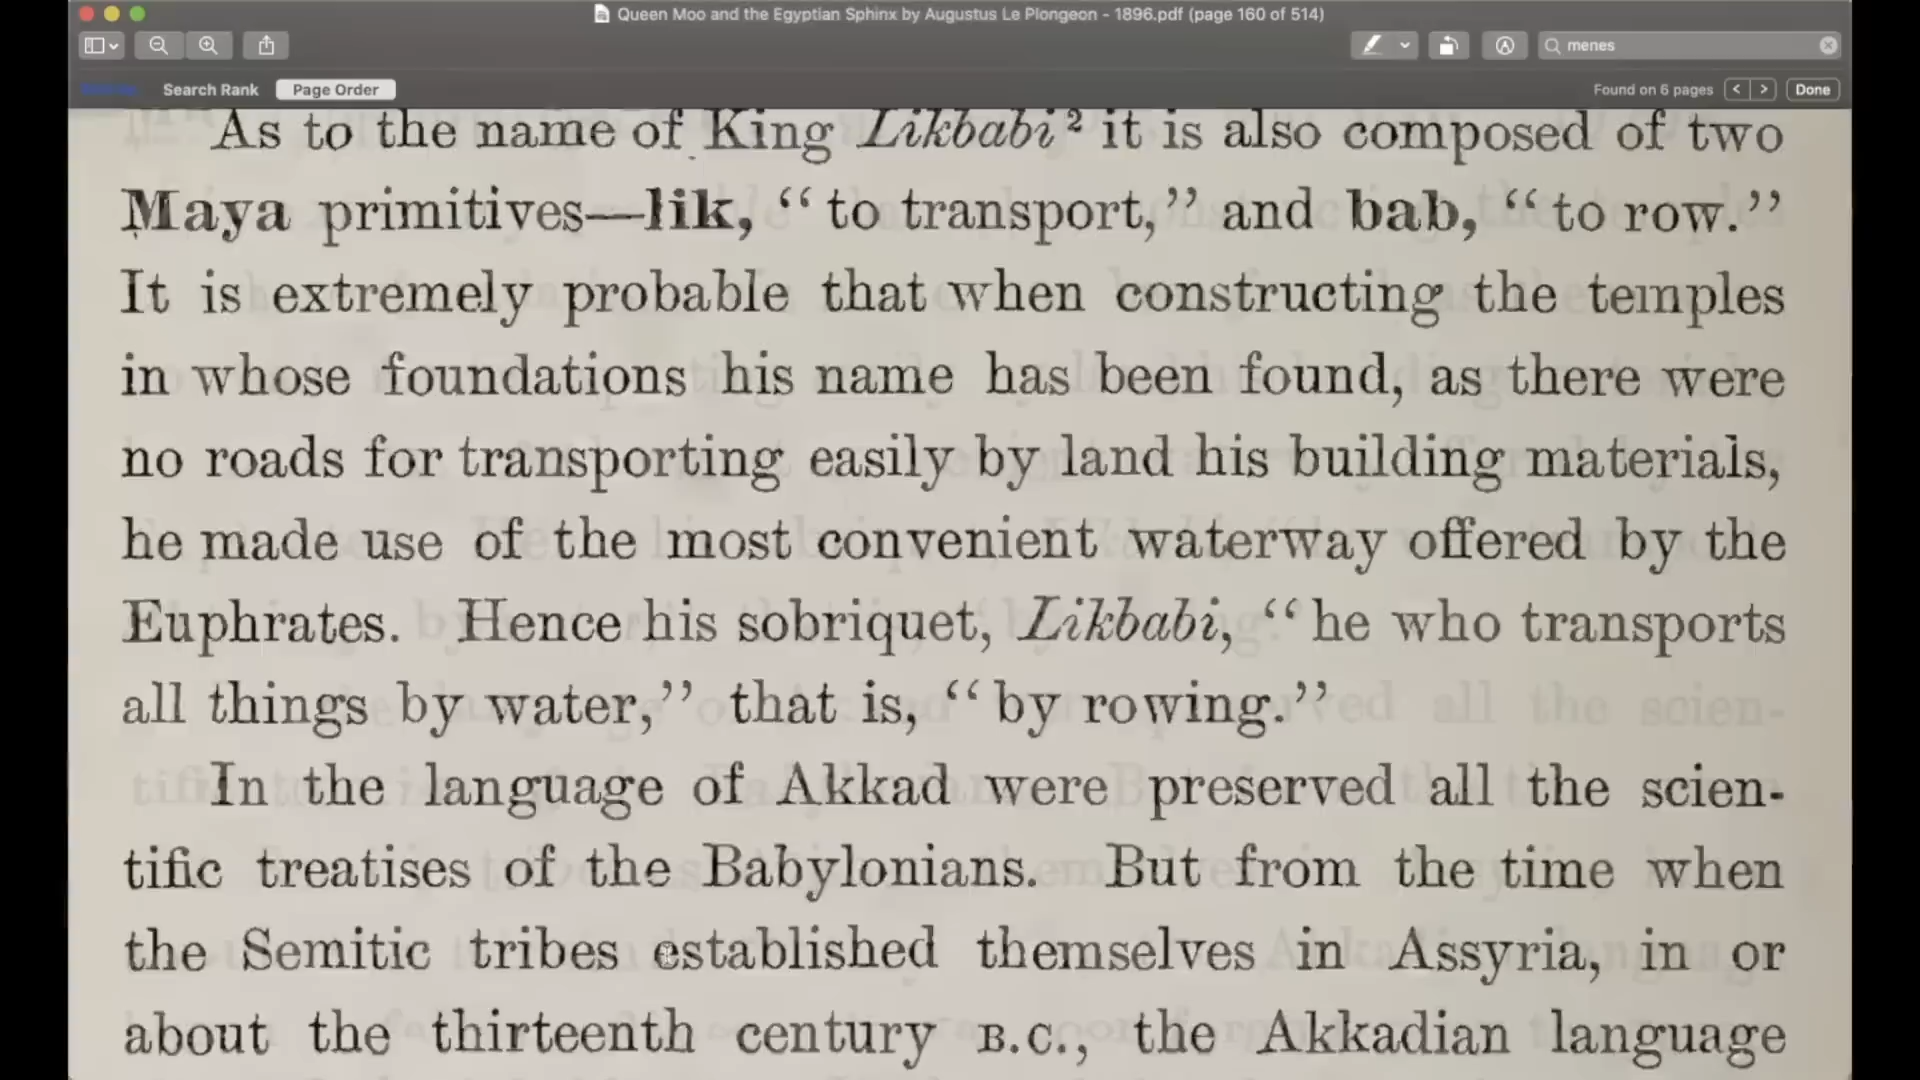 Queen Moo and the Egyptian Sphinx by Augustus Le Plongeon - 1896.pdf (page 160 of 514)
menes
Search Rank
Page Order
Found on 6 pages
Done
As to the name of King Likbabi² it is also composed of two
Maya primitives—lik, “to transport,” and bab, “to row.”
It is extremely probable that when constructing the temples
in whose foundations his name has been found, as there were
no roads for transporting easily by land his building materials,
he made use of the most convenient waterway offered by the
Euphrates. Hence his sobriquet, Likbabi, “he who transports
all things by water,” that is, “by rowing.”
In the language of Akkad were preserved all the scien-
tific treatises of the Babylonians. But from the time when
the Semitic tribes established themselves in Assyria, in or
about the thirteenth century B.C., the Akkadian language